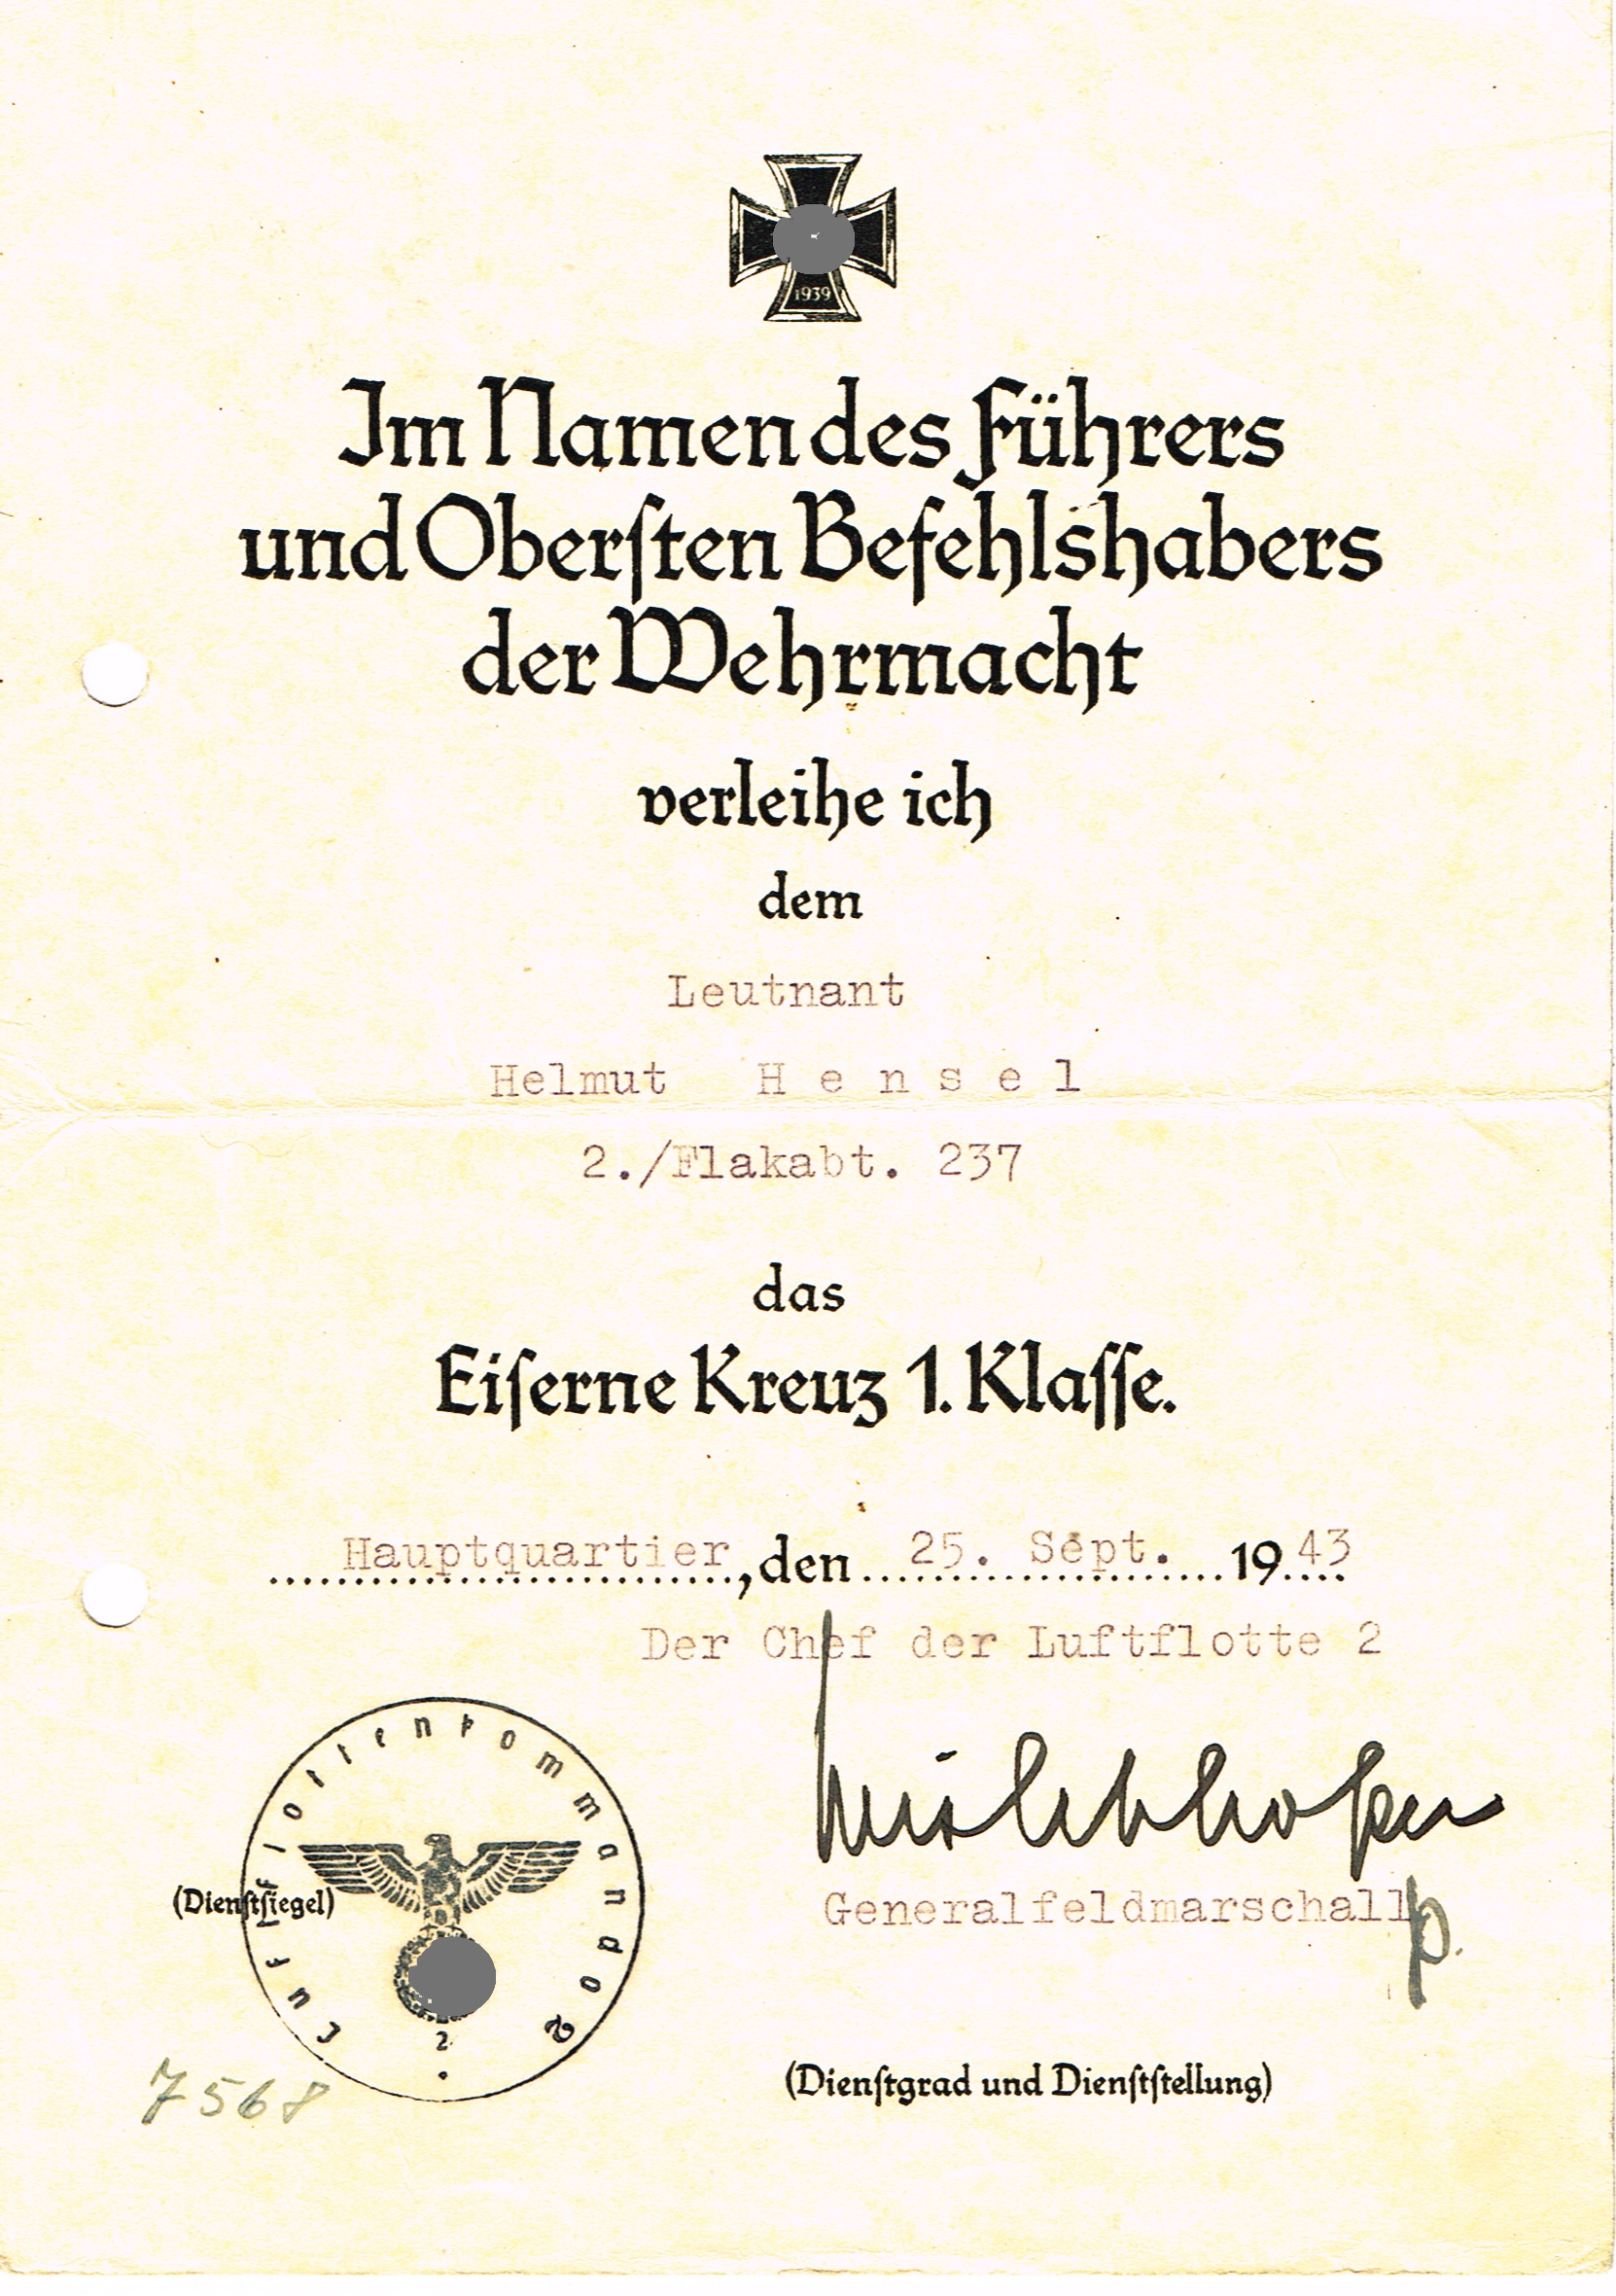 1939
Im Namen des Führers
und Oberſten Befehlshabers
der Wehrmacht
verleihe ich
dem
Leutnant
Helmut H e n s e l
2./Flakabt. 237
das
Eiſerne Kreuz 1. Klaſſe.
Hauptquartier, den 25. Sept. 1943
Der Chef der Luftflotte 2
Luftflottenkommando 2
(Dienſtſiegel)
Generalfeldmarschall
2
7568
(Dienſtgrad und Dienſtſtellung)